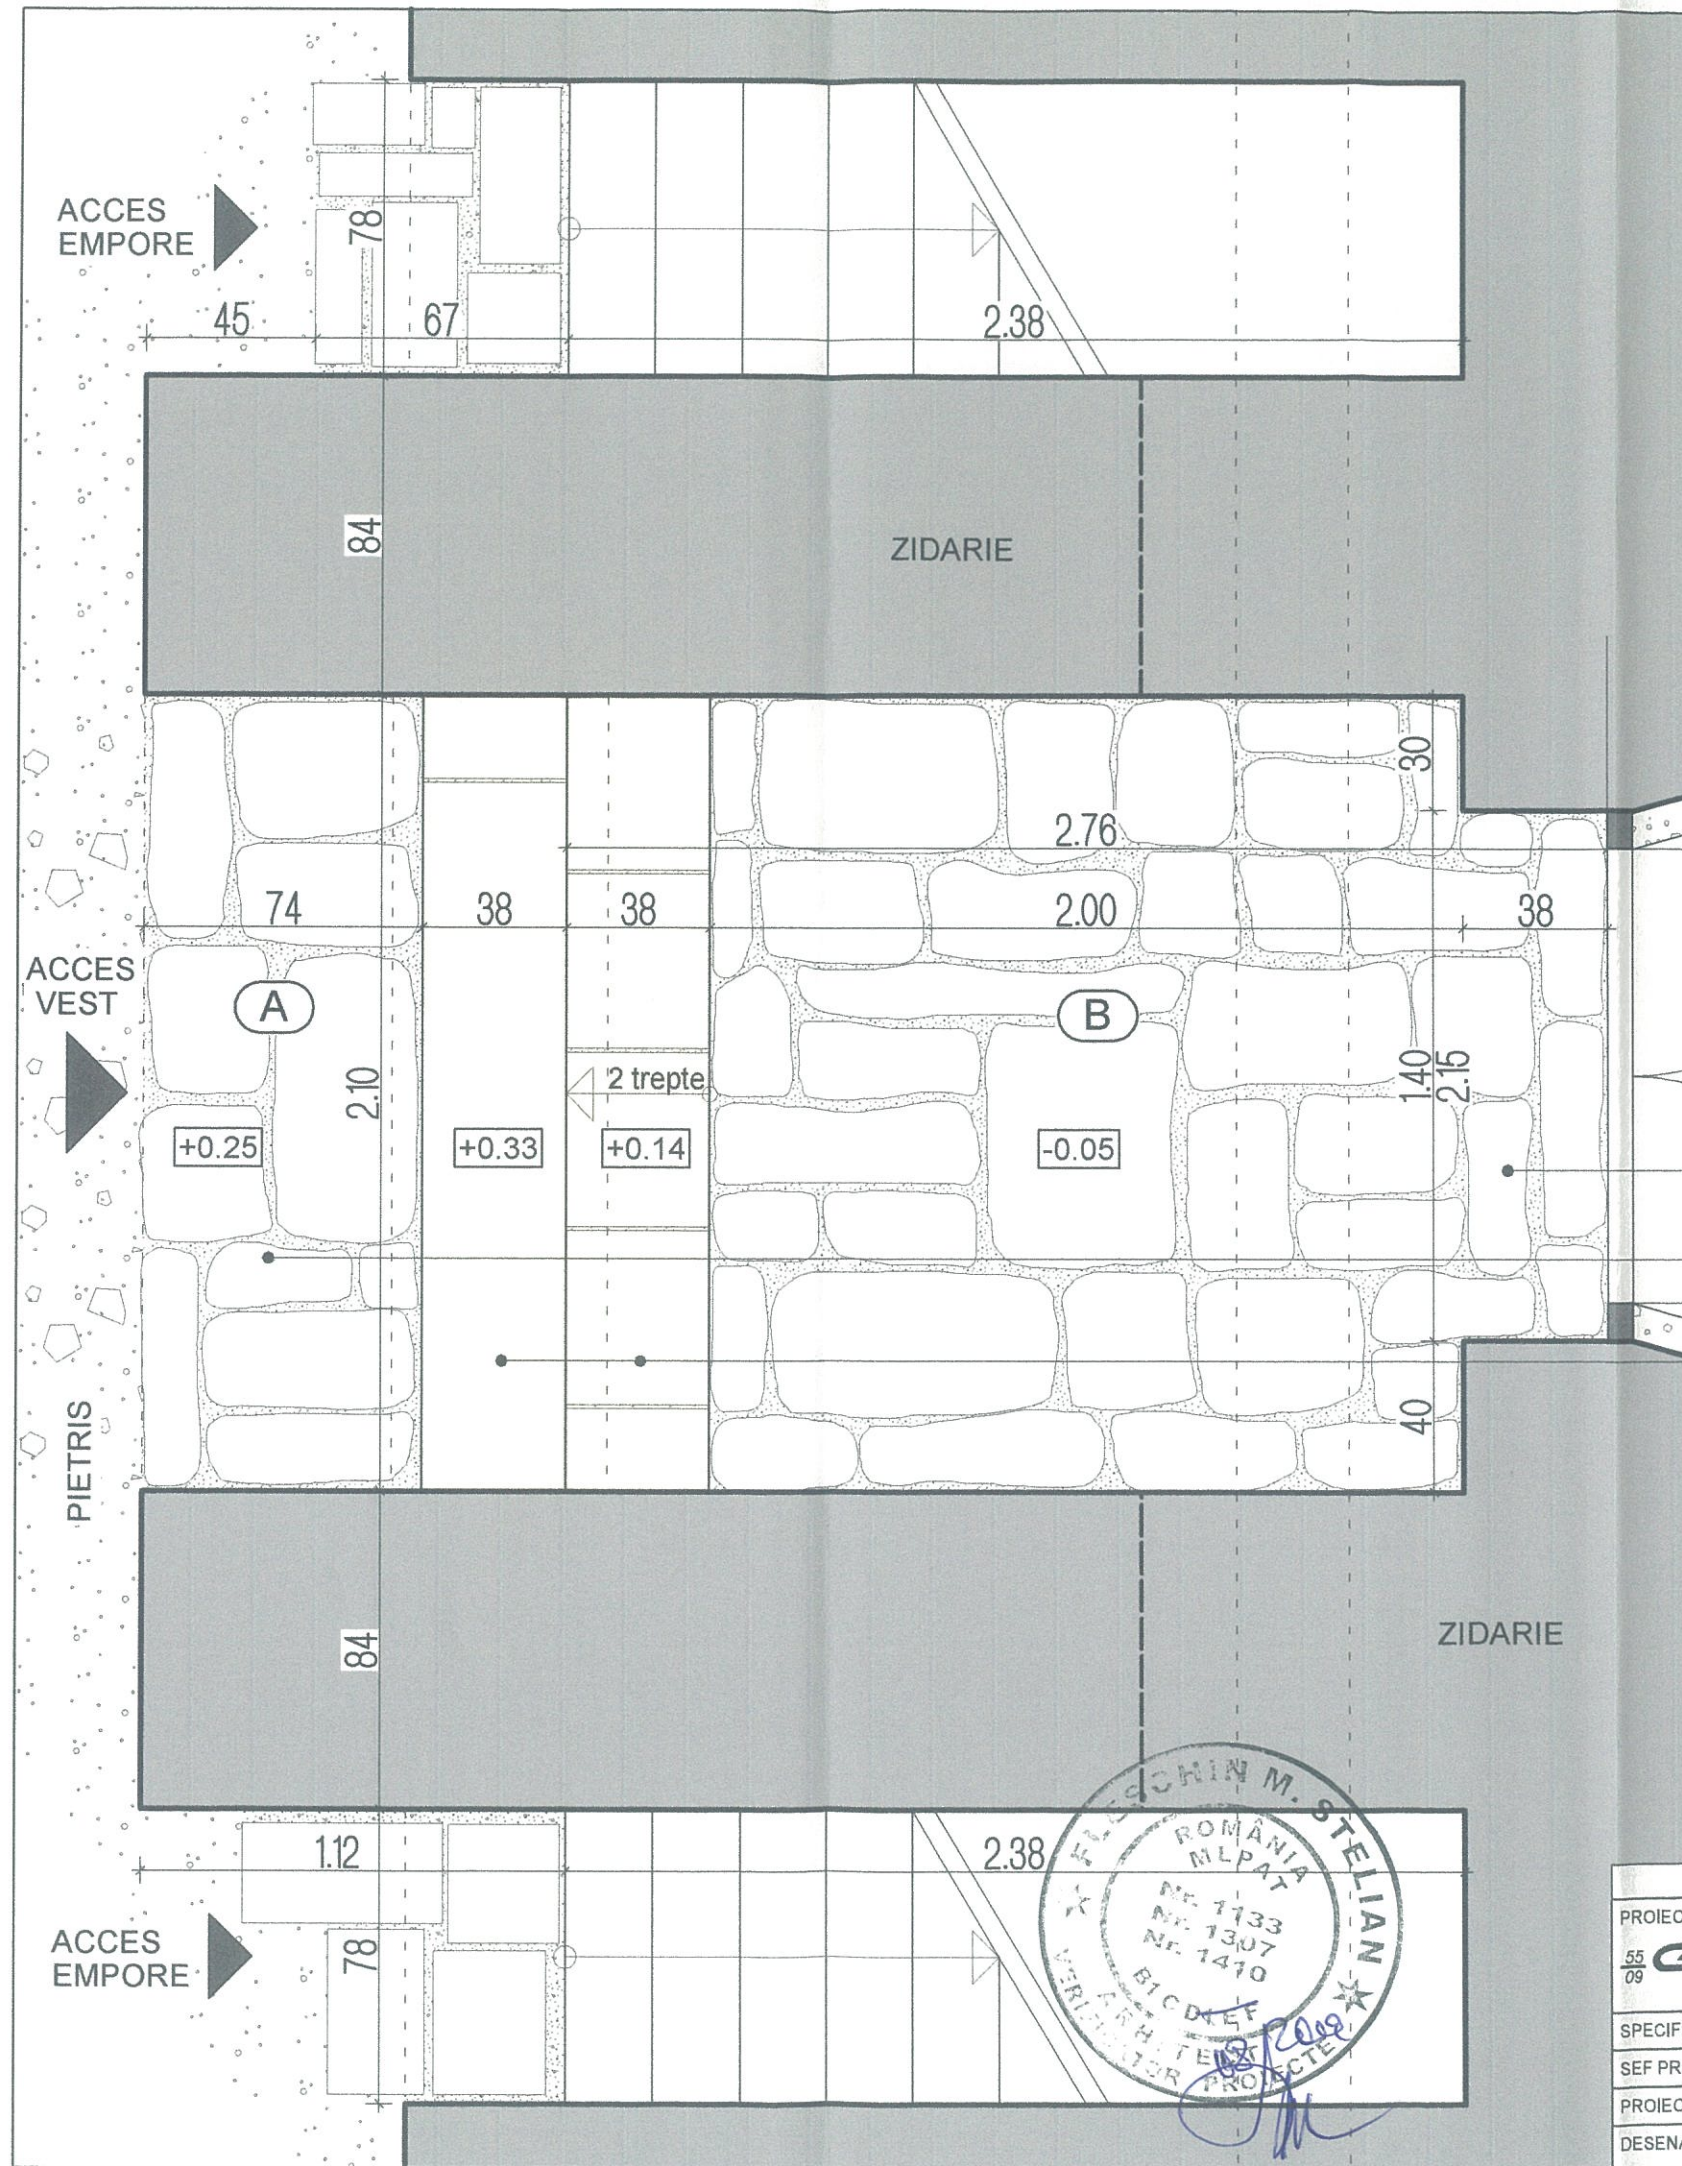 ACCES
EMPORE
78
45
67
2.38
84
ZIDARIE
30
2.76
74
38
38
2.00
38
ACCES
VEST
A
B
2.10
2 trepte
1.40
2.15
+0.25
+0.33
+0.14
-0.05
PIETRIS
40
84
ZIDARIE
1.12
2.38
78
ACCES
EMPORE
M. STELIAN
ROMÂNIA
MLPAT
Nr. 1133
Nr. 1307
Nr. 1410
PROIECTE
PROIEC
55
09
SPECIF
SEF PR
PROIEC
DESENA